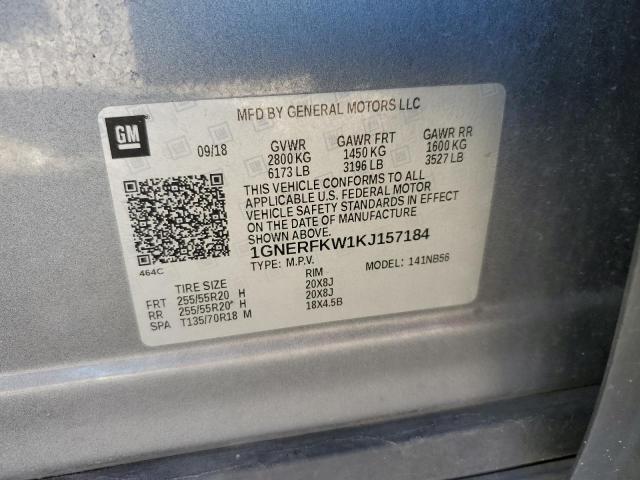 MFD BY GENERAL MOTORS LLC
GM
09/18 GVWR GAWR FRT GAWR RR
2800 KG 1450 KG 1600 KG
6173 LB 3196 LB 3527 LB
THIS VEHICLE CONFORMS TO ALL
APPLICABLE U.S. FEDERAL MOTOR
VEHICLE SAFETY STANDARDS IN EFFECT
ON THE DATE OF MANUFACTURE
SHOWN ABOVE.
1GNERFKW1KJ157184
464C TYPE: M.P.V. MODEL: 141NB56
TIRE SIZE RIM
FRT 255/55R20 H 20X8J
RR 255/55R20 H 20X8J
SPA T135/70R18 M 18X4.5B